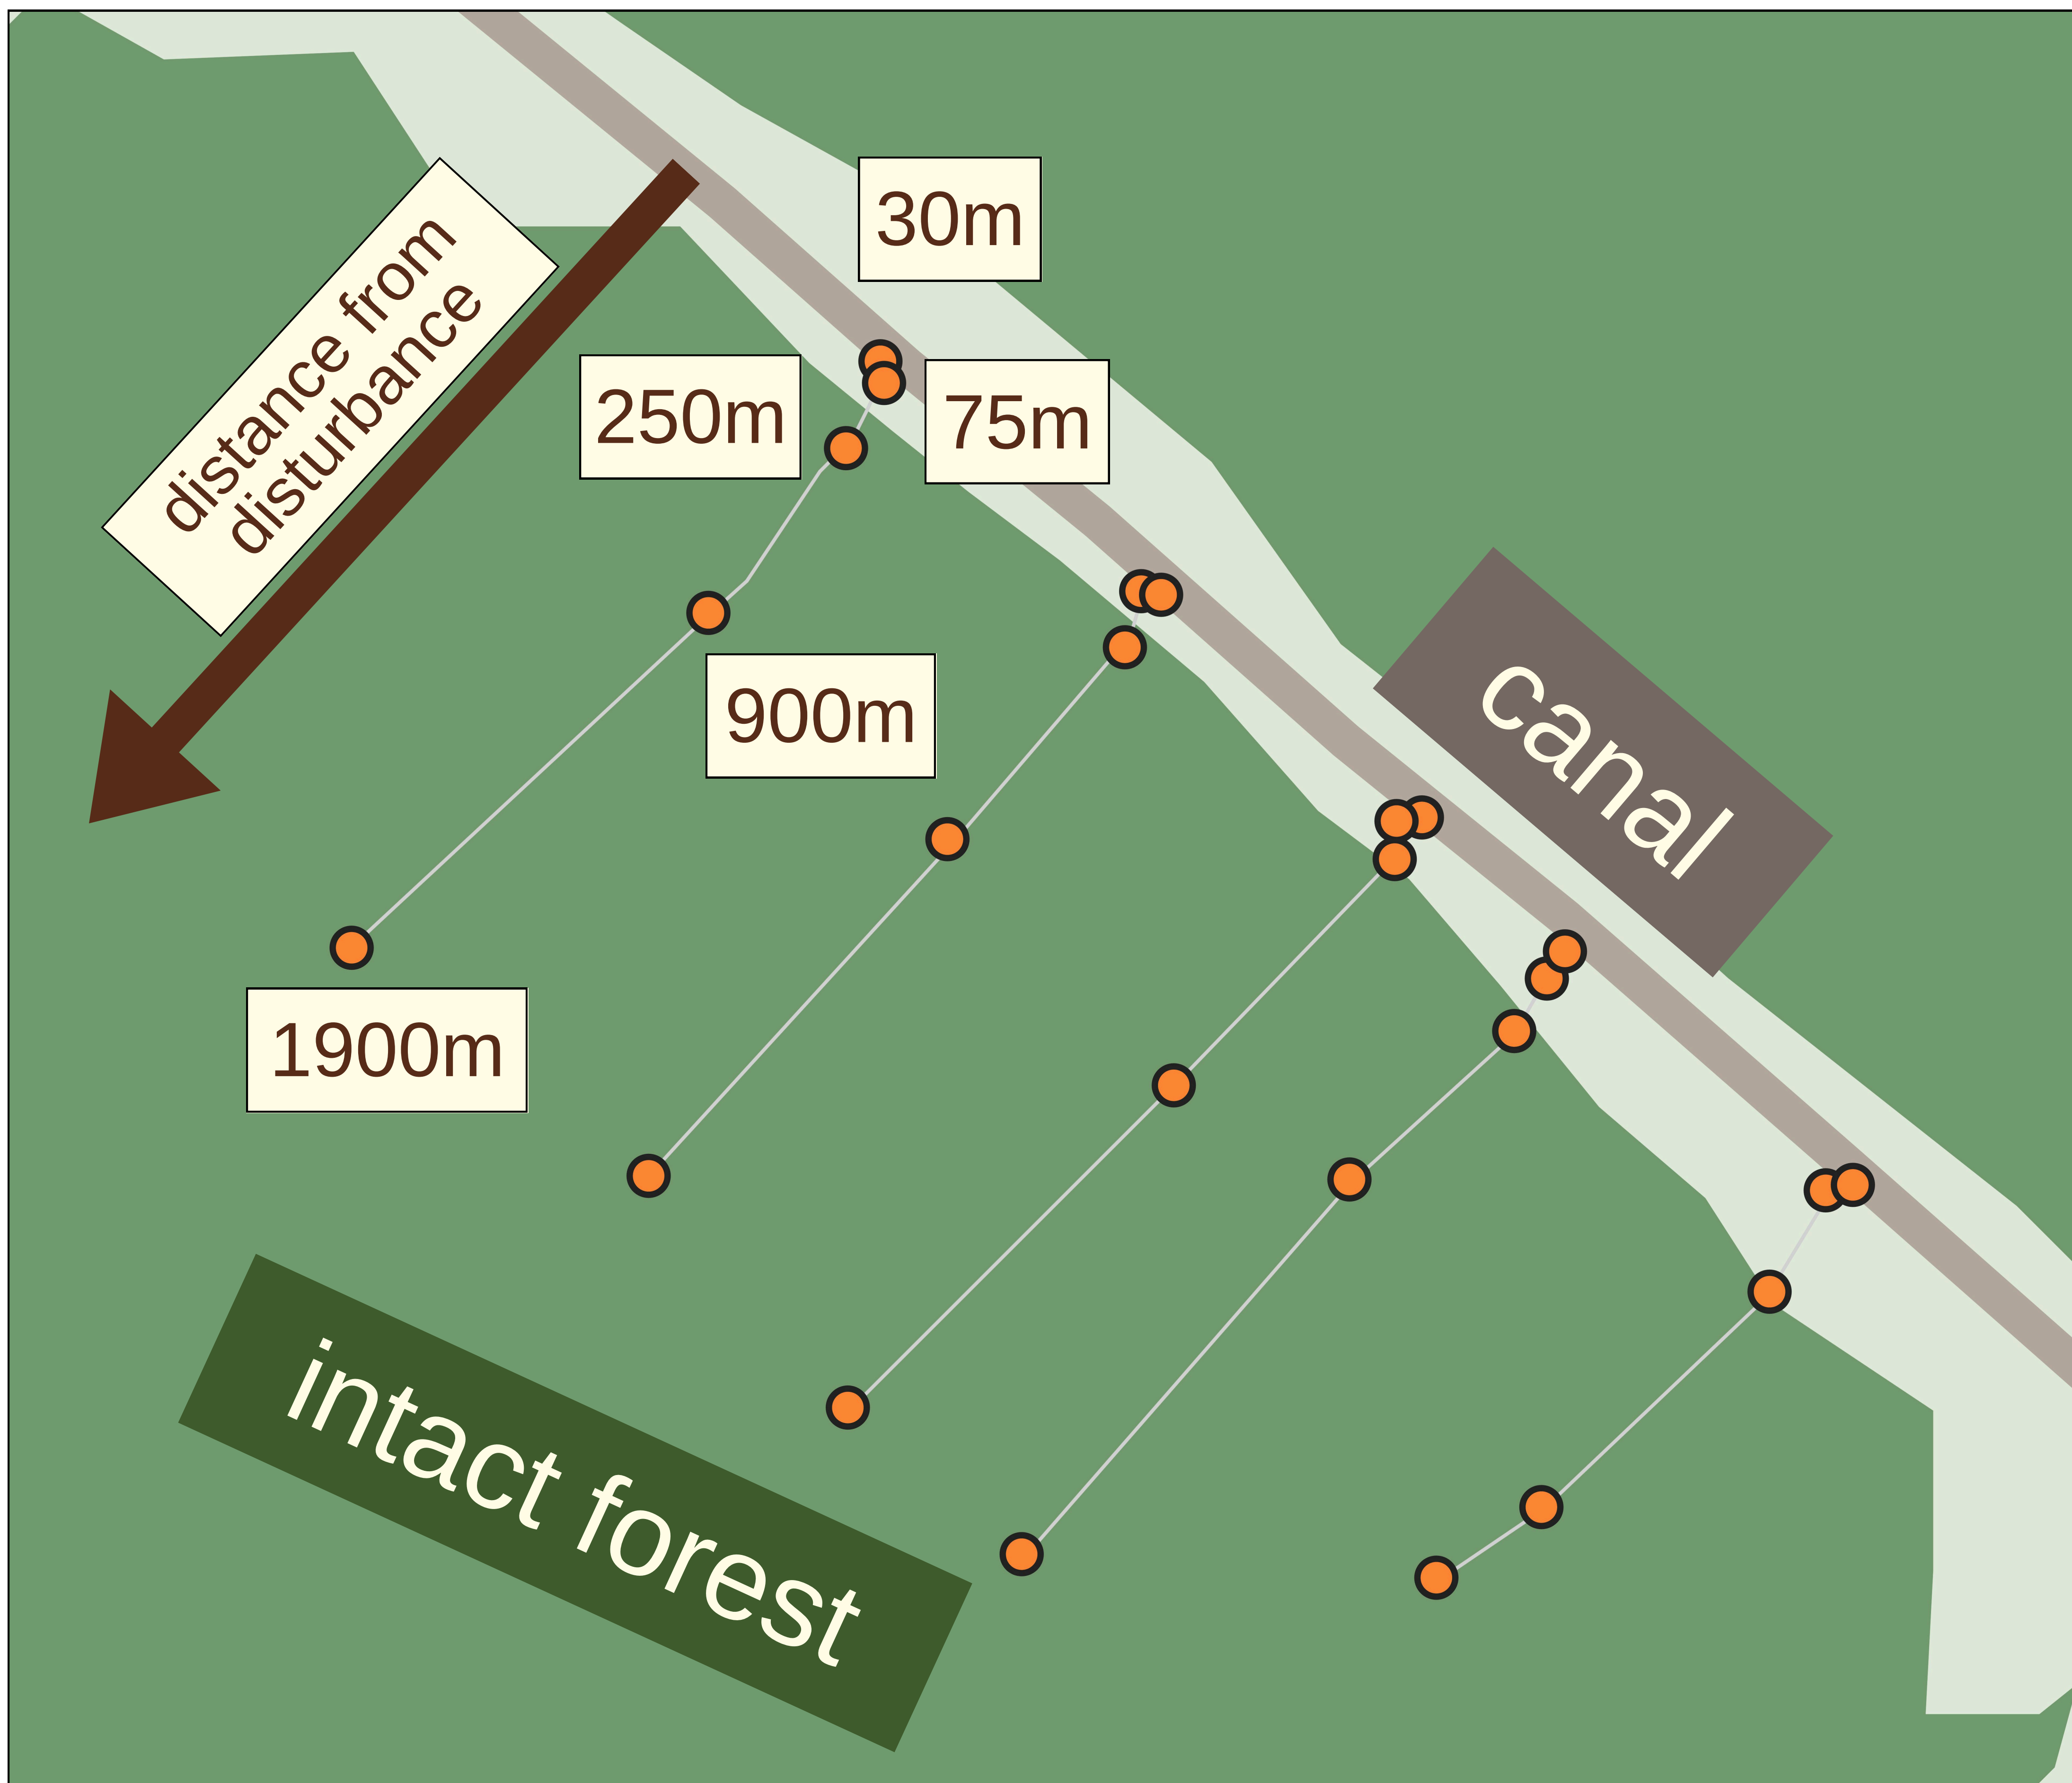 30m
distance from
disturbance
250m
75m
canal
900m
1900m
intact forest